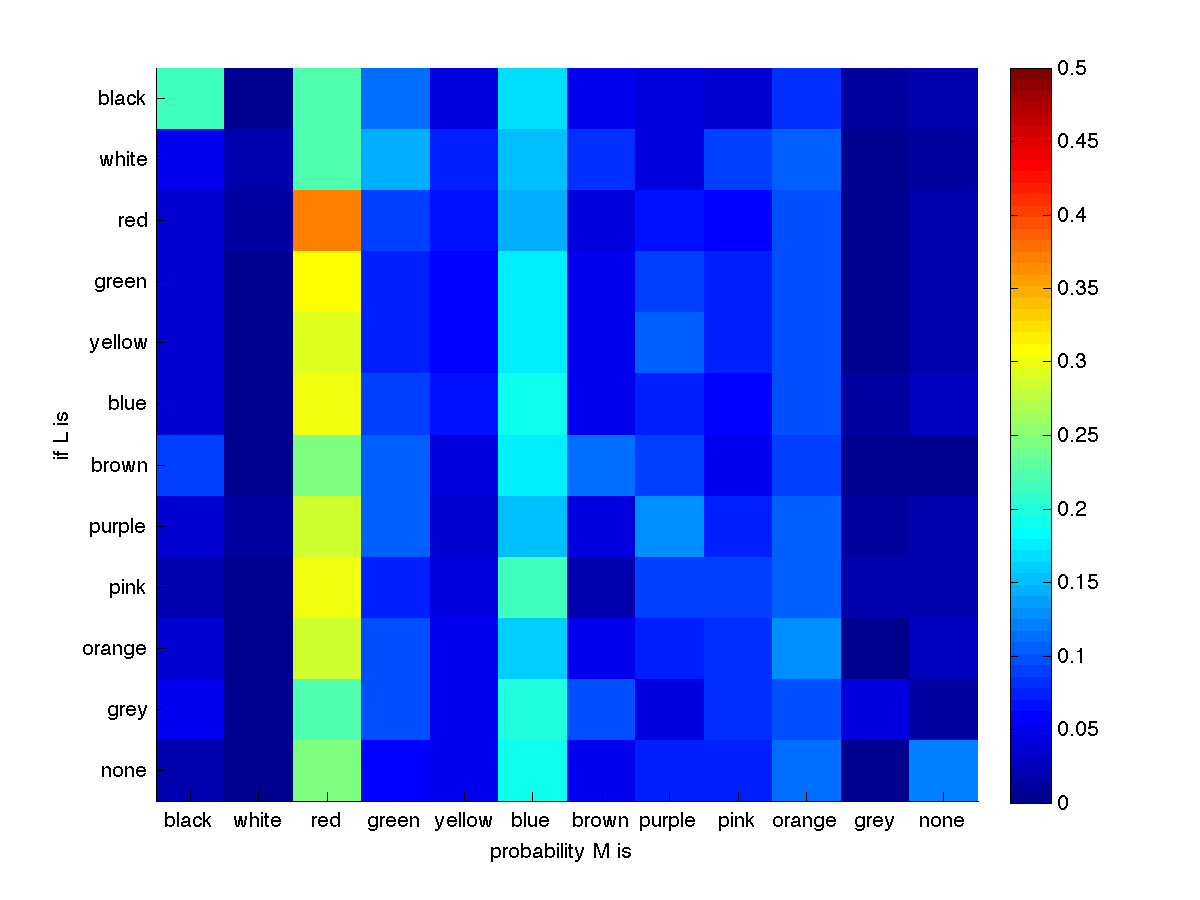 black
white
red
green
yellow
blue
brown
purple
pink
orange
grey
none
if L is
black white red green yellow blue brown purple pink orange grey none
probability M is
0.5
0.45
0.4
0.35
0.3
0.25
0.2
0.15
0.1
0.05
0